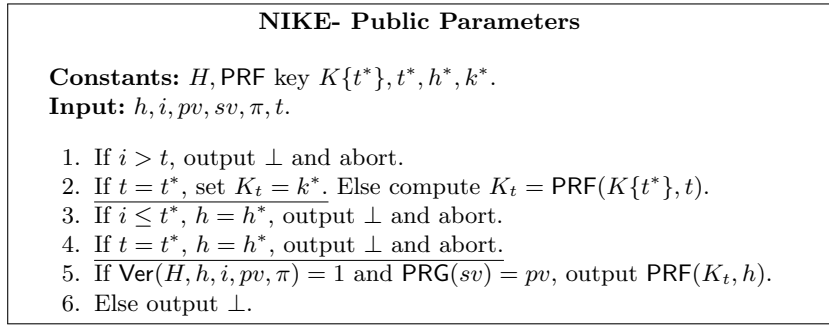 NIKE- Public Parameters
Constants: H, PRF key K{t*}, t*, h*, k*.
Input: h, i, pv, sv, π, t.
1. If i > t, output ⊥ and abort.
2. If t = t*, set K_t = k*. Else compute K_t = PRF(K{t*}, t).
3. If i ≤ t*, h = h*, output ⊥ and abort.
4. If t = t*, h = h*, output ⊥ and abort.
5. If Ver(H, h, i, pv, π) = 1 and PRG(sv) = pv, output PRF(K_t, h).
6. Else output ⊥.